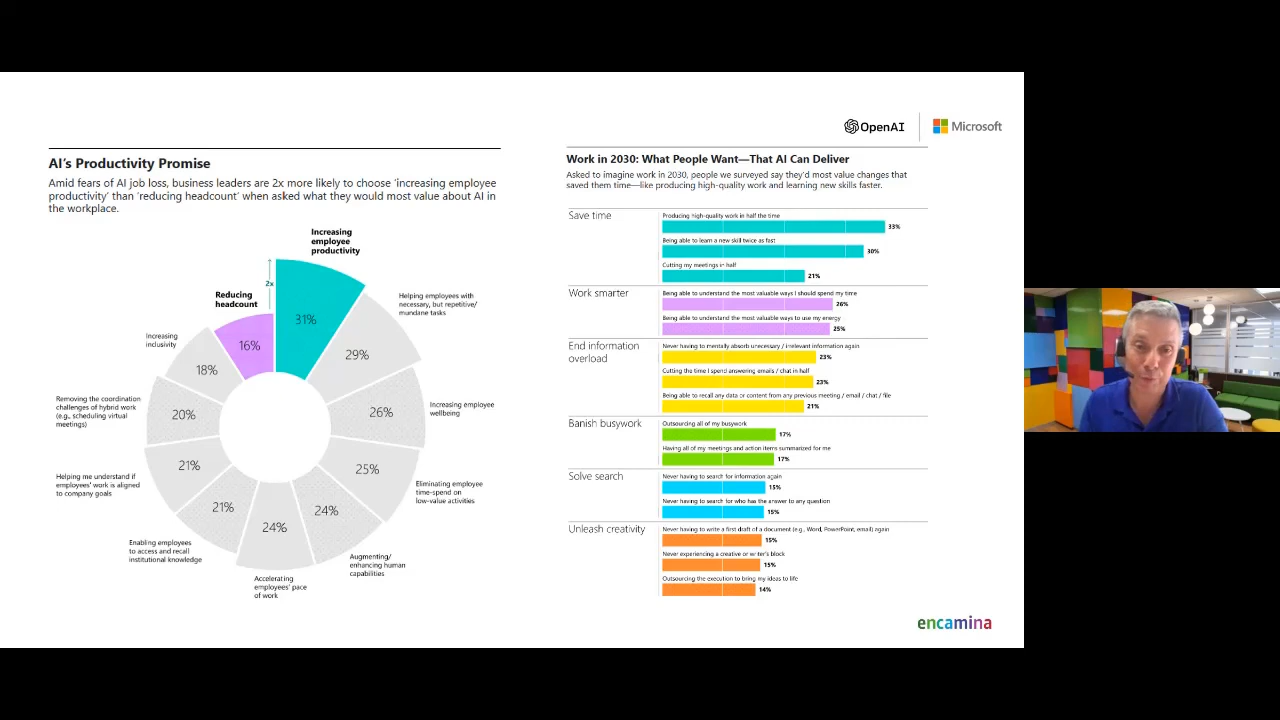 OpenAI
Microsoft
AI's Productivity Promise
Amid fears of AI job loss, business leaders are 2x more likely to choose 'increasing employee
productivity' than 'reducing headcount' when asked what they would most value about AI in
the workplace.
Increasing
employee
productivity
2x
31%
Helping employees with
necessary, but repetitive/
mundane tasks
29%
Increasing employee
wellbeing
26%
Eliminating employee
time-spend on
low-value activities
25%
Augmenting/
enhancing human
capabilities
24%
Accelerating
employees' pace
of work
24%
Enabling employees
to access and recall
institutional knowledge
21%
Helping me understand if
employees' work is aligned
to company goals
21%
Removing the coordination
challenges of hybrid work
(e.g., scheduling virtual
meetings)
20%
Increasing
inclusivity
18%
Reducing
headcount
16%
Work in 2030: What People Want—That AI Can Deliver
Asked to imagine work in 2030, people we surveyed say they'd most value changes that
saved them time—like producing high-quality work and learning new skills faster.
Save time
Producing high-quality work in half the time
33%
Being able to learn a new skill twice as fast
30%
Cutting my meetings in half
21%
Work smarter
Being able to understand the most valuable ways I should spend my time
26%
Being able to understand the most valuable ways to use my energy
25%
End information
overload
Never having to mentally absorb unecessary / irrelevant information again
23%
Cutting the time I spend answering emails / chat in half
23%
Being able to recall any data or content from any previous meeting / email / chat / file
21%
Banish busywork
Outsourcing all of my busywork
17%
Having all of my meetings and action items summarized for me
17%
Solve search
Never having to search for information again
15%
Never having to search for who has the answer to any question
15%
Unleash creativity
Never having to write a first draft of a document (e.g., Word, PowerPoint, email) again
15%
Never experiencing a creative or writer's block
15%
Outsourcing the execution to bring my ideas to life
14%
encamina